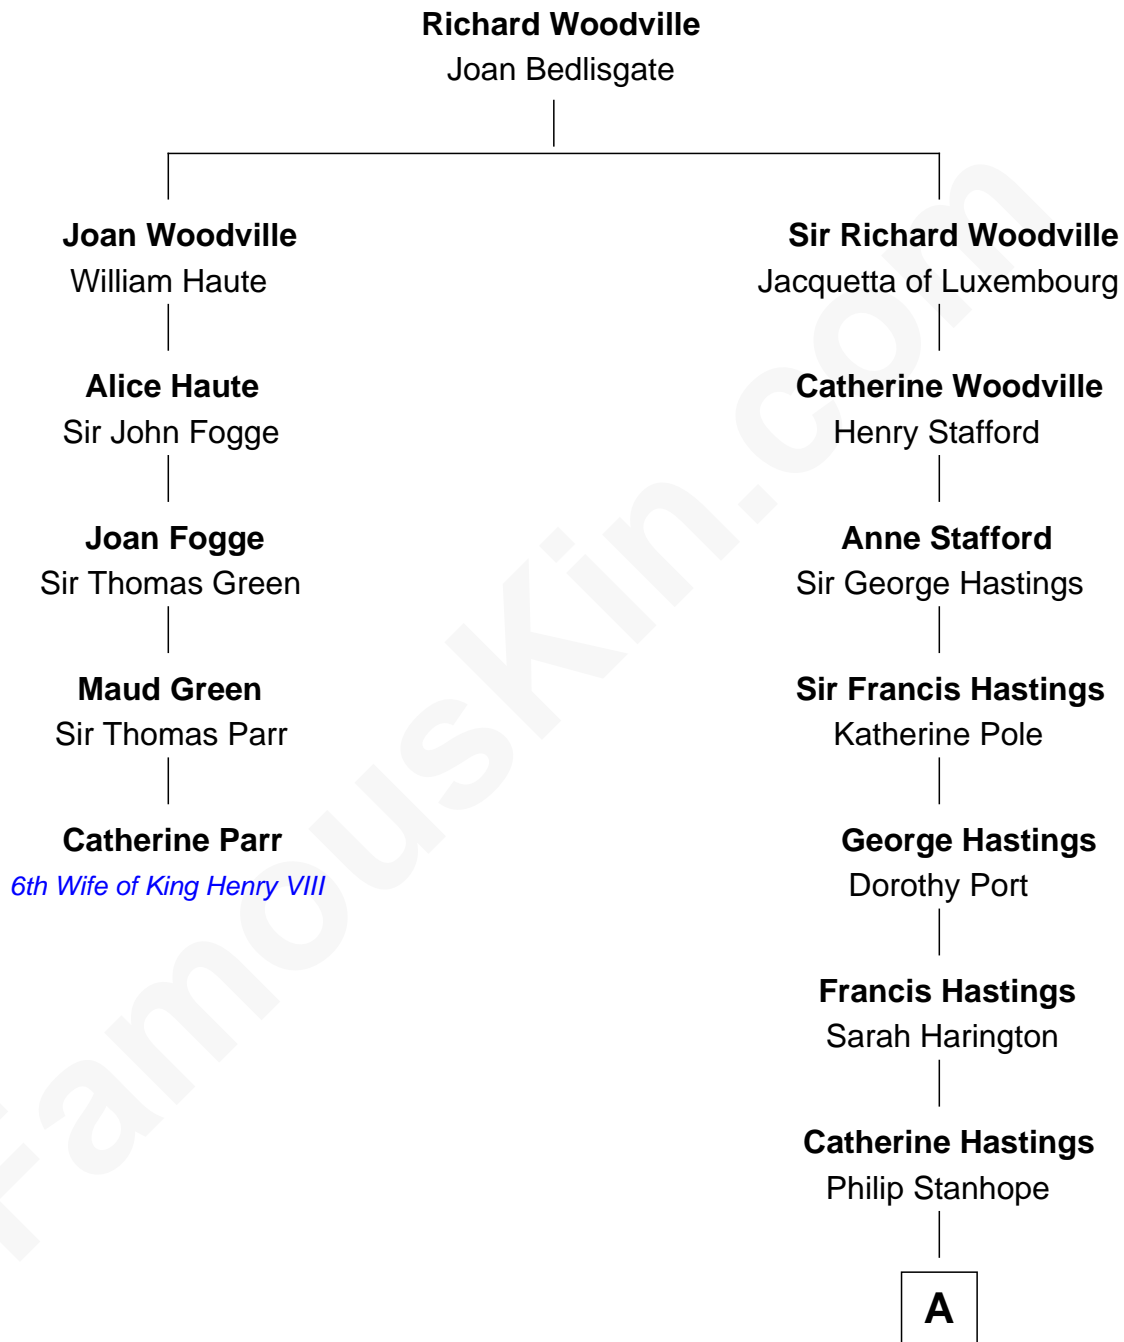 Richard Woodville
Joan Bedlisgate
Joan Woodville
William Haute
Alice Haute
Sir John Fogge
Joan Fogge
Sir Thomas Green
Maud Green
Sir Thomas Parr
Catherine Parr
6th Wife of King Henry VIII
Sir Richard Woodville
Jacquetta of Luxembourg
Catherine Woodville
Henry Stafford
Anne Stafford
Sir George Hastings
Sir Francis Hastings
Katherine Pole
George Hastings
Dorothy Port
Francis Hastings
Sarah Harington
Catherine Hastings
Philip Stanhope
A
FamousKin.com